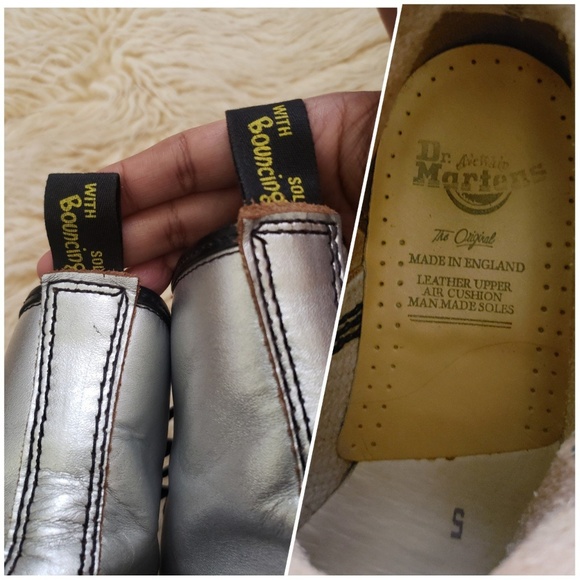 WITH
Bouncing
SOL
WITH
Bouncing
SOL
Dr.
Martens
The Original
MADE IN ENGLAND
LEATHER UPPER
AIR CUSHION
MAN MADE SOLES
5